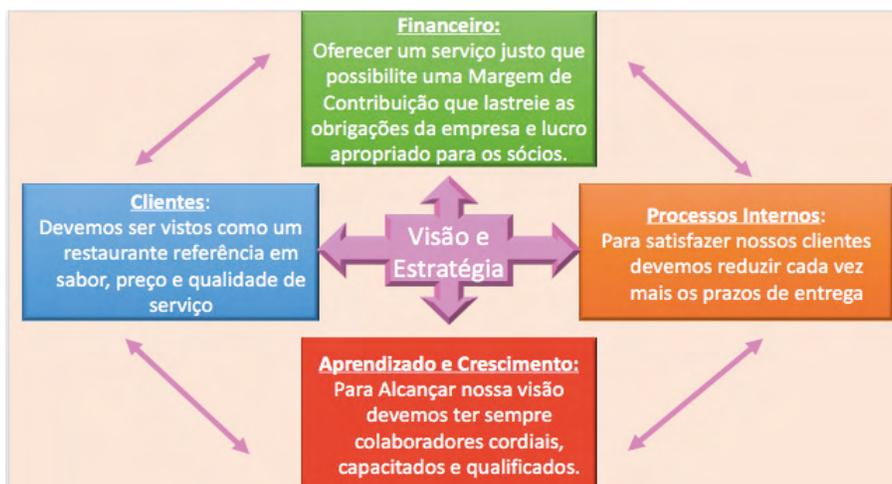 Financeiro:
Oferecer um serviço justo que
possibilite uma Margem de
Contribuição que lastreie as
obrigações da empresa e lucro
apropriado para os sócios.
Clientes:
Devemos ser vistos como um
restaurante referência em
sabor, preço e qualidade de
serviço
Visão e
Estratégia
Processos Internos:
Para satisfazer nossos clientes
devemos reduzir cada vez
mais os prazos de entrega
Aprendizado e Crescimento:
Para Alcançar nossa visão
devemos ter sempre
colaboradores cordiais,
capacitados e qualificados.